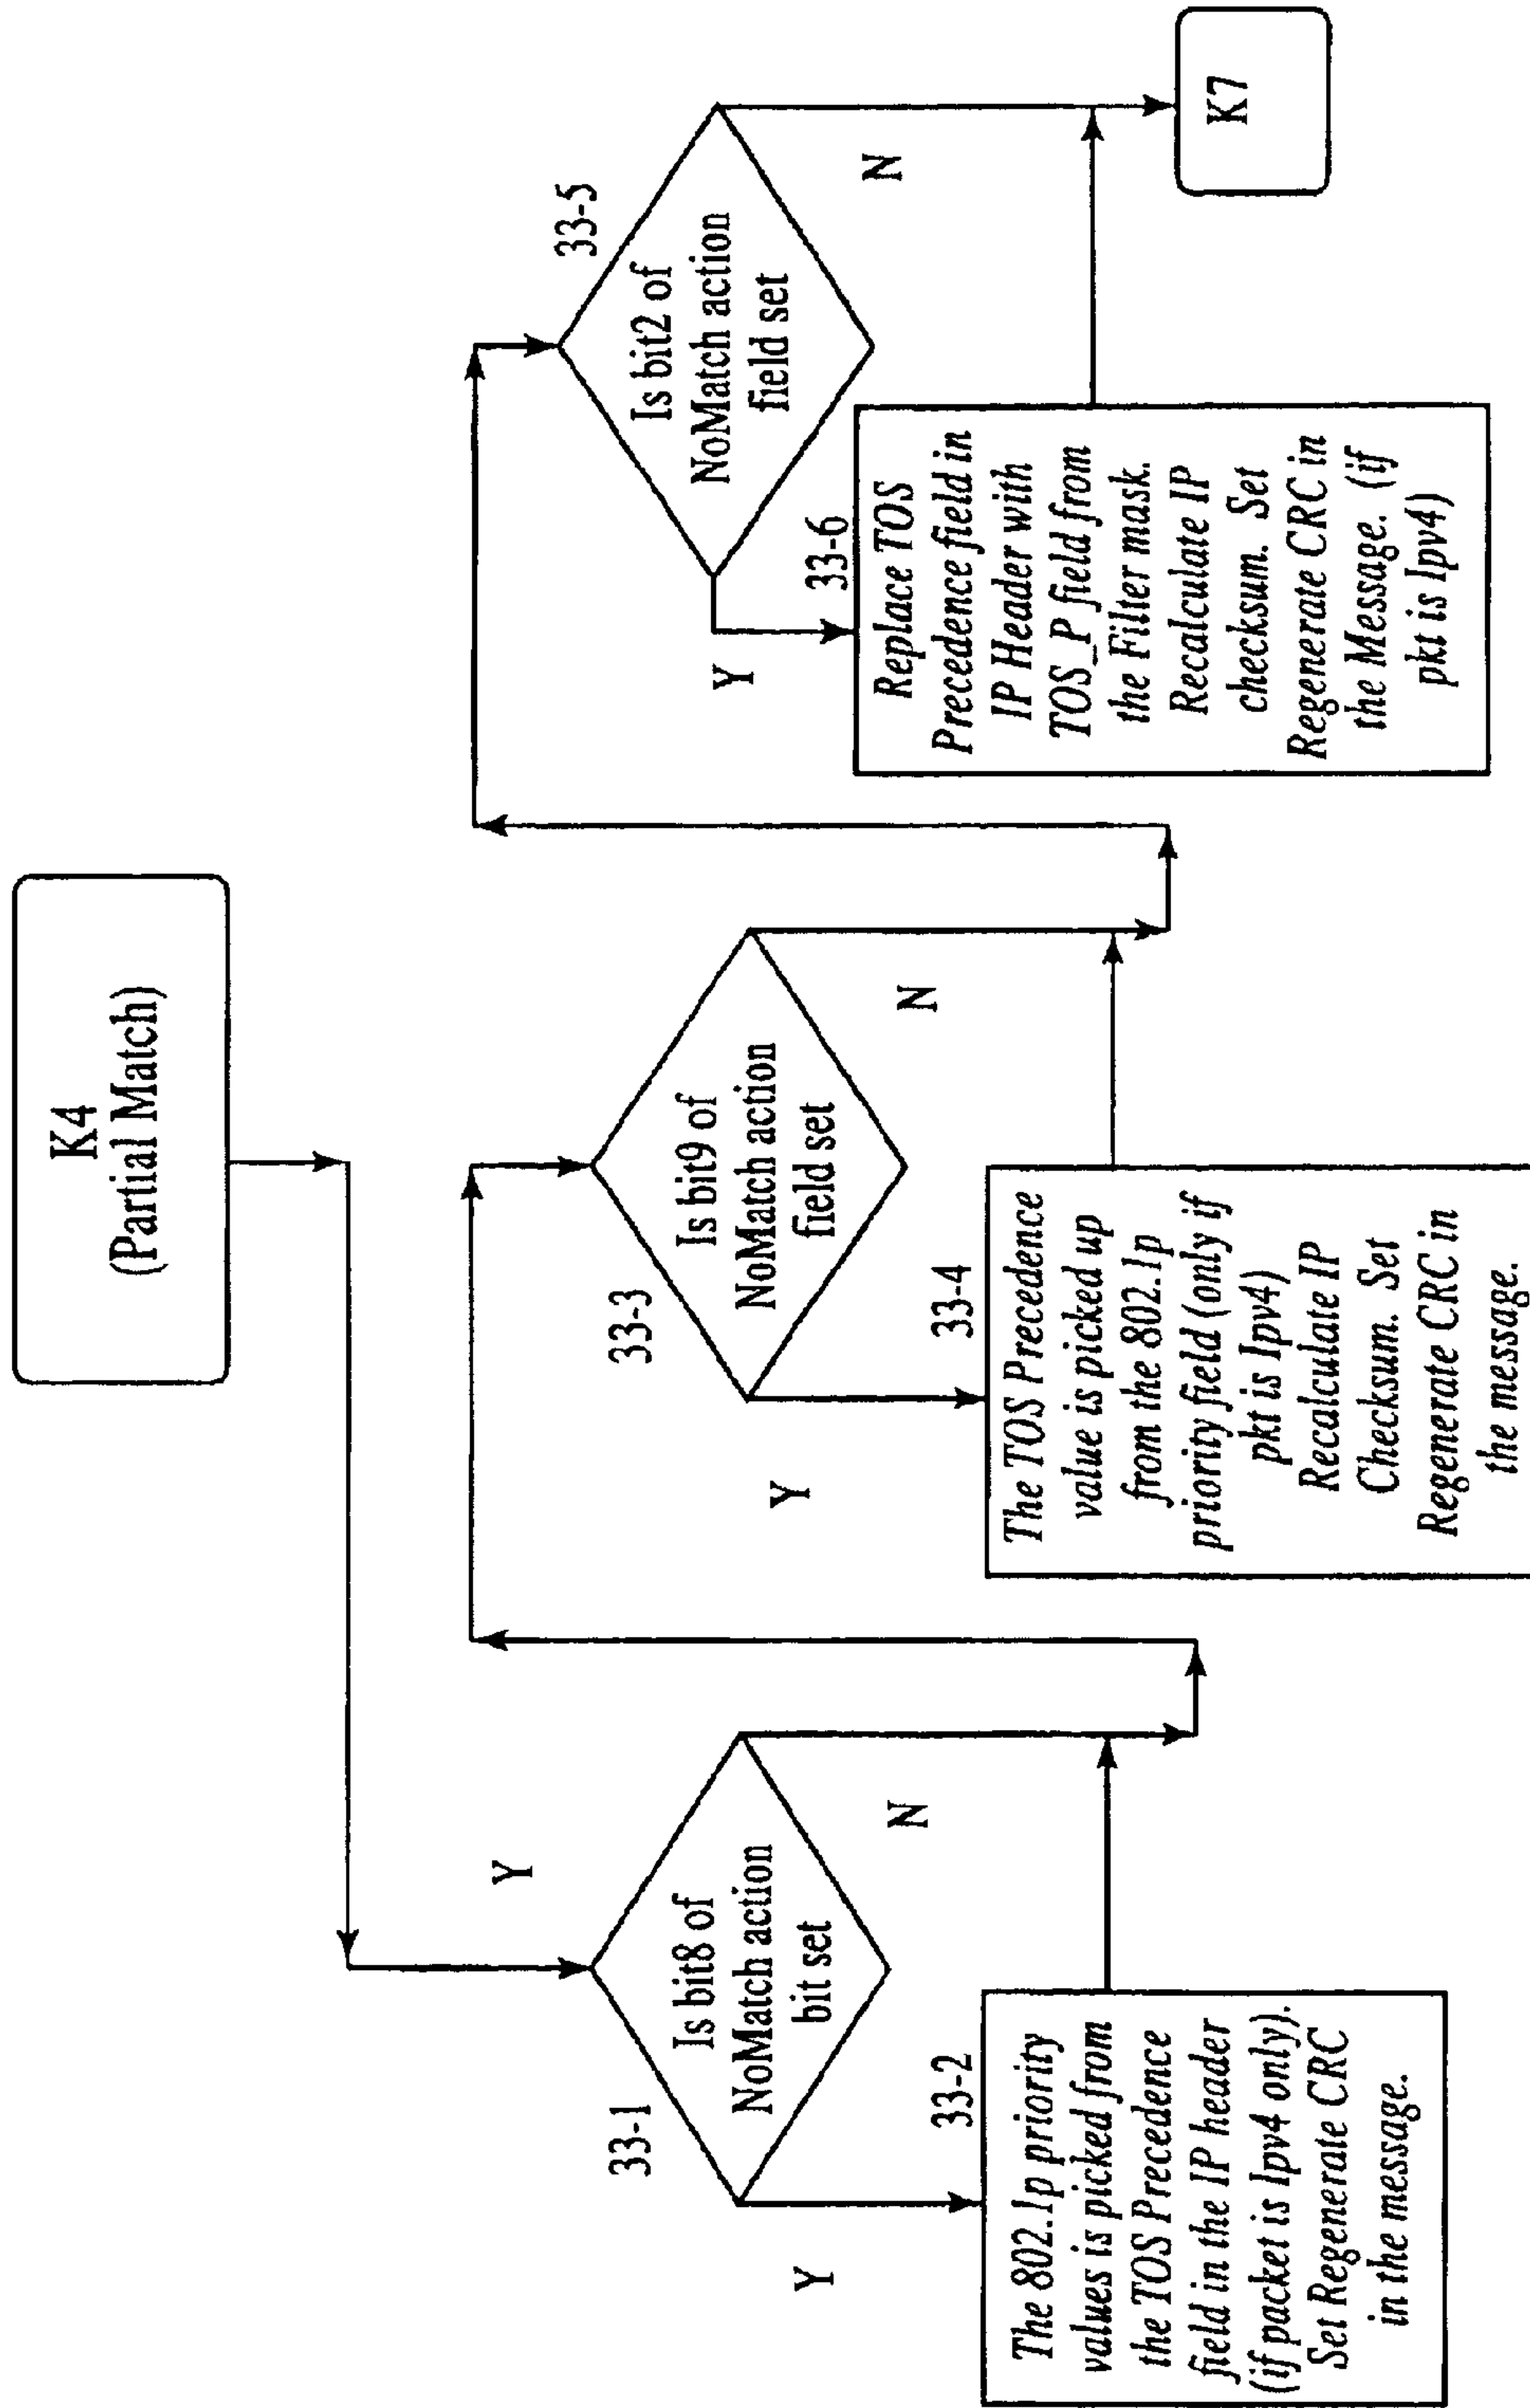 K4
(Partial Match)
Y
33-1
Is bit8 of
NoMatch action
bit set
Y
N
33-2
The 802.1p priority
values is picked from
the TOS Precedence
field in the IP header
(if packet is Ipv4 only).
Set Regenerate CRC
in the message.
33-3
Is bit9 of
NoMatch action
field set
Y
N
33-4
The TOS Precedence
value is picked up
from the 802.1p
priority field (only if
pkt is Ipv4)
Recalculate IP
Checksum. Set
Regenerate CRC in
the message.
33-5
Is bit2 of
NoMatch action
field set
Y
N
33-6
Replace TOS
Precedence field in
IP Header with
TOS_P field from
the Filter mask.
Recalculate IP
checksum. Set
Regenerate CRC in
the Message. (if
pkt is Ipv4)
K7